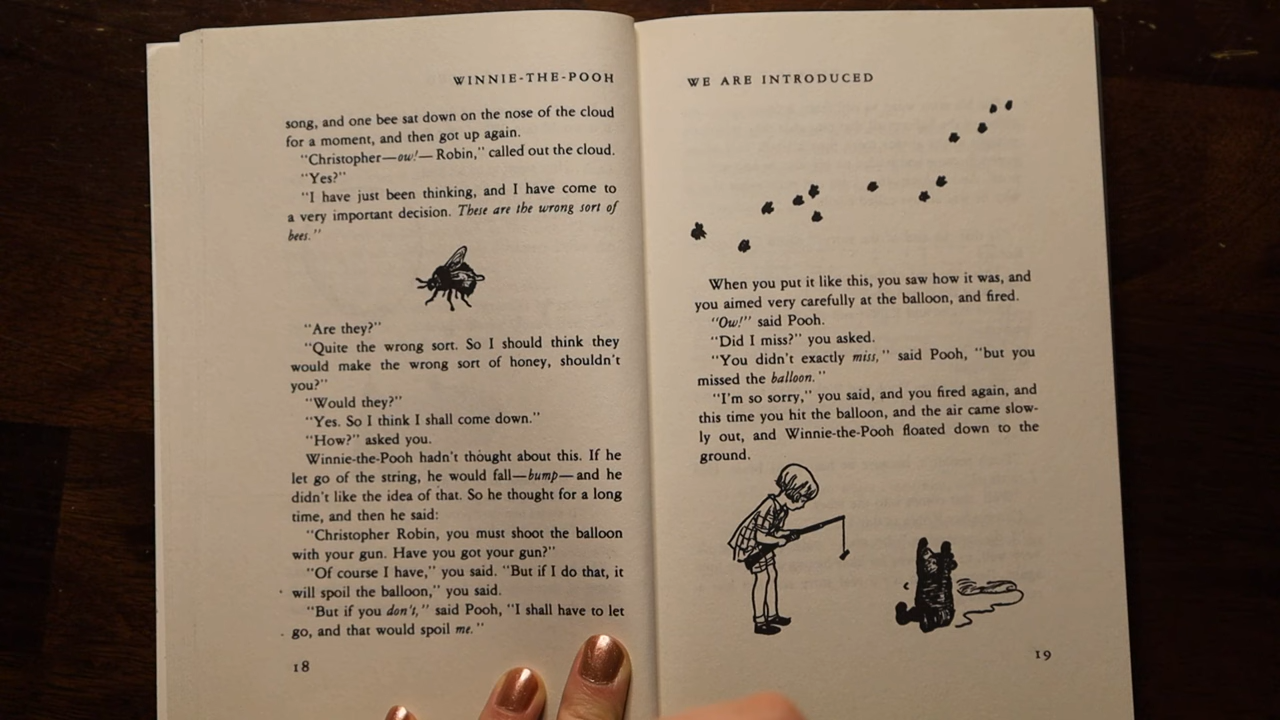 WINNIE-THE-POOH
song, and one bee sat down on the nose of the cloud
for a moment, and then got up again.
"Christopher—ow!— Robin," called out the cloud.
"Yes?"
"I have just been thinking, and I have come to
a very important decision. These are the wrong sort of
bees."
"Are they?"
"Quite the wrong sort. So I should think they
would make the wrong sort of honey, shouldn't
you?"
"Would they?"
"Yes. So I think I shall come down."
"How?" asked you.
Winnie-the-Pooh hadn't thought about this. If he
let go of the string, he would fall—bump—and he
didn't like the idea of that. So he thought for a long
time, and then he said:
"Christopher Robin, you must shoot the balloon
with your gun. Have you got your gun?"
"Of course I have," you said. "But if I do that, it
will spoil the balloon," you said.
"But if you don't," said Pooh, "I shall have to let
go, and that would spoil me."
18
WE ARE INTRODUCED
When you put it like this, you saw how it was, and
you aimed very carefully at the balloon, and fired.
"Ow!" said Pooh.
"Did I miss?" you asked.
"You didn't exactly miss," said Pooh, "but you
missed the balloon."
"I'm so sorry," you said, and you fired again, and
this time you hit the balloon, and the air came slow-
ly out, and Winnie-the-Pooh floated down to the
ground.
19